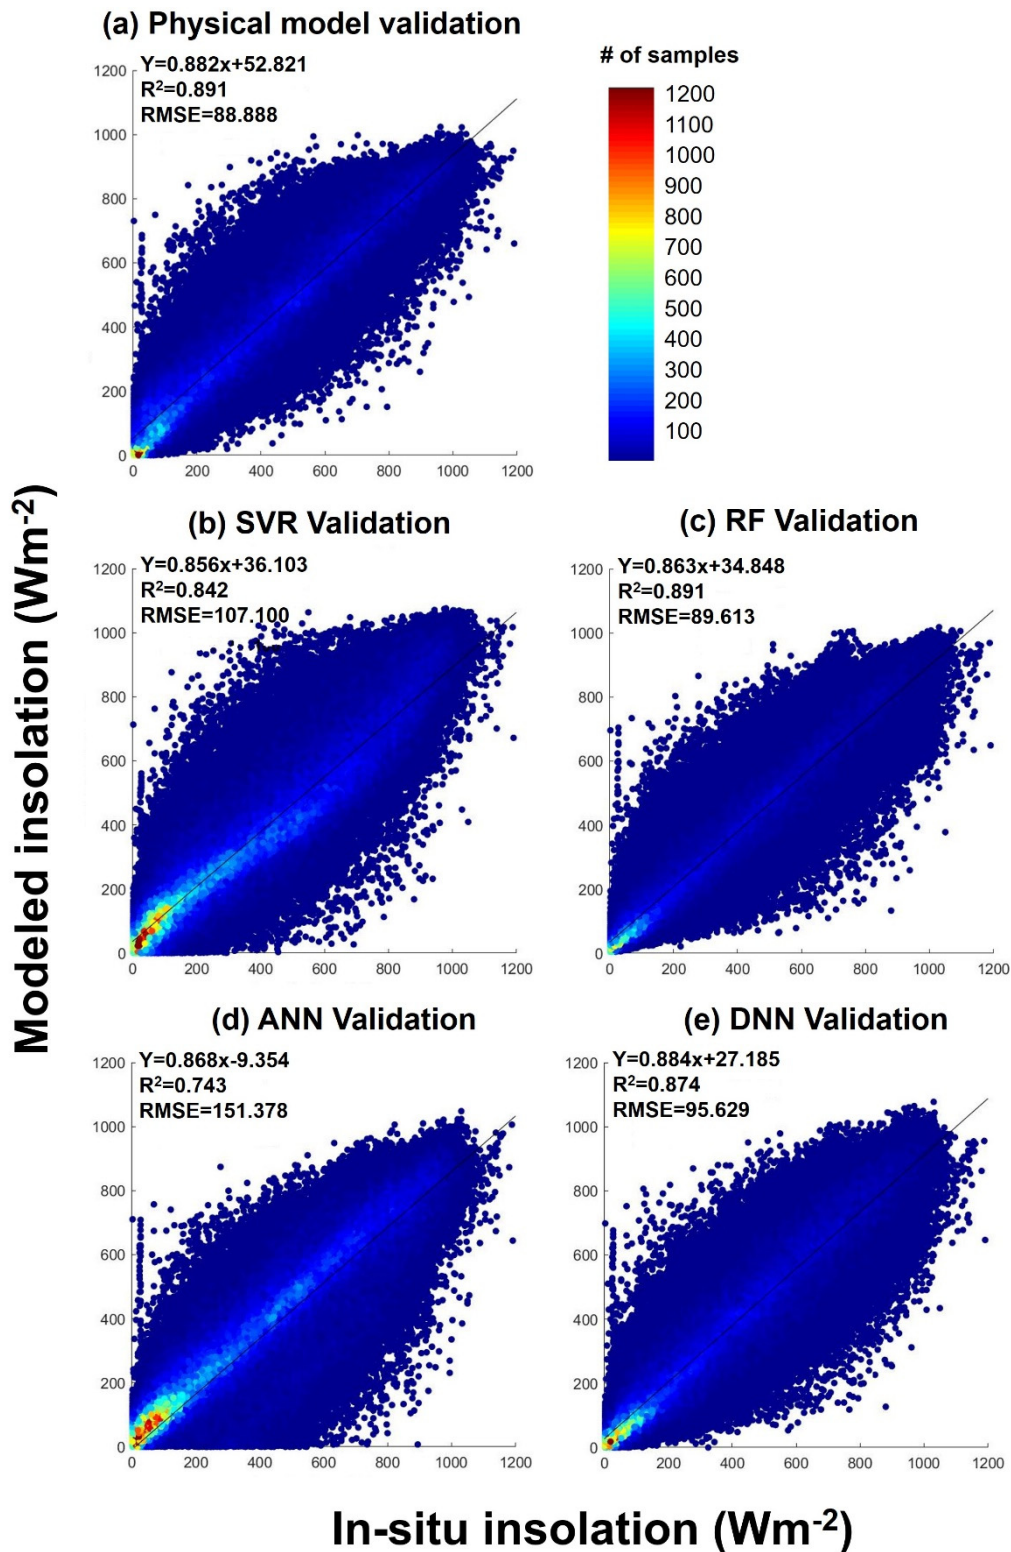 (a) Physical model validation
Y=0.882x+52.821
R²=0.891
RMSE=88.888
1200
1000
800
600
400
200
0
0 200 400 600 800 1000 1200
# of samples
1200
1100
1000
900
800
700
600
500
400
300
200
100
Modeled insolation (Wm⁻²)
(b) SVR Validation
Y=0.856x+36.103
R²=0.842
RMSE=107.100
1200
1000
800
600
400
200
0
0 200 400 600 800 1000 1200
(c) RF Validation
Y=0.863x+34.848
R²=0.891
RMSE=89.613
1200
1000
800
600
400
200
0
0 200 400 600 800 1000 1200
(d) ANN Validation
Y=0.868x-9.354
R²=0.743
RMSE=151.378
1200
1000
800
600
400
200
0
0 200 400 600 800 1000 1200
(e) DNN Validation
Y=0.884x+27.185
R²=0.874
RMSE=95.629
1200
1000
800
600
400
200
0
0 200 400 600 800 1000 1200
In-situ insolation (Wm⁻²)